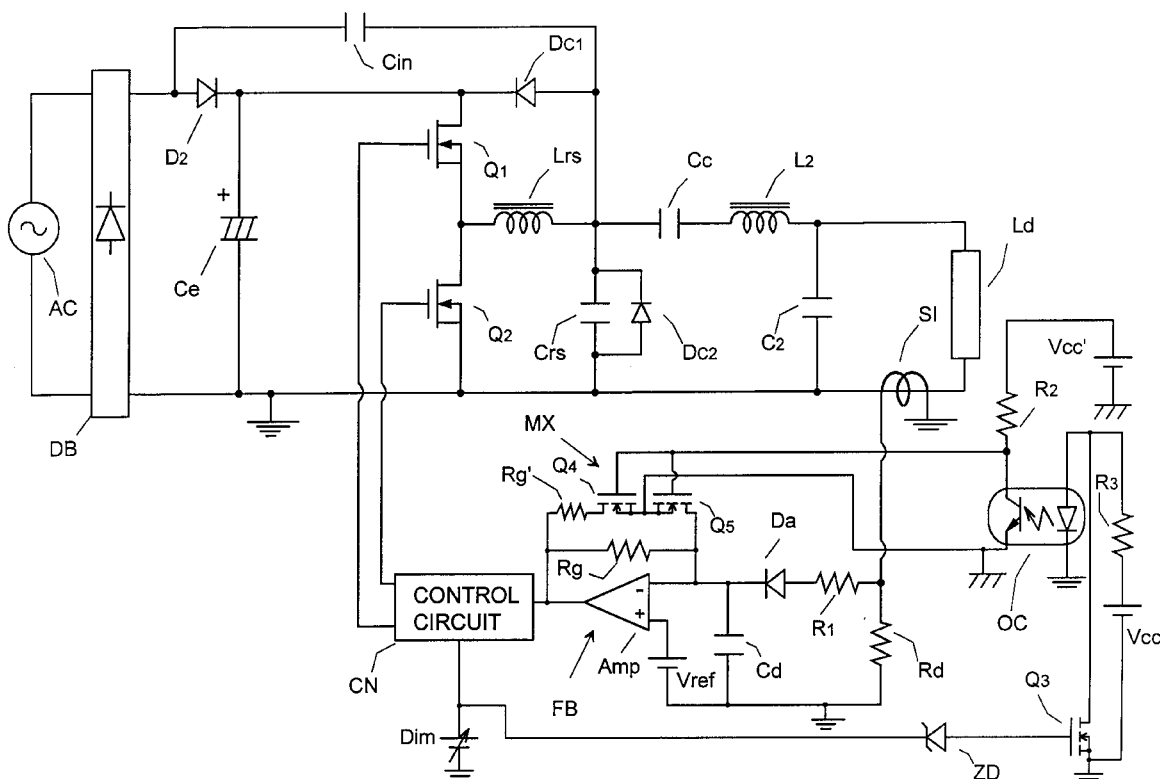 Cin
DC1
D2
Q1
Lrs
Cc
L2
Ld
+
Ce
AC
Q2
Crs
DC2
C2
SI
Vcc'
R2
DB
MX
Q4
Rg'
Q5
Da
R3
Rg
CONTROL
CIRCUIT
-
+
R1
OC
Vcc
CN
Amp
Vref
Cd
Rd
FB
Q3
Dim
ZD